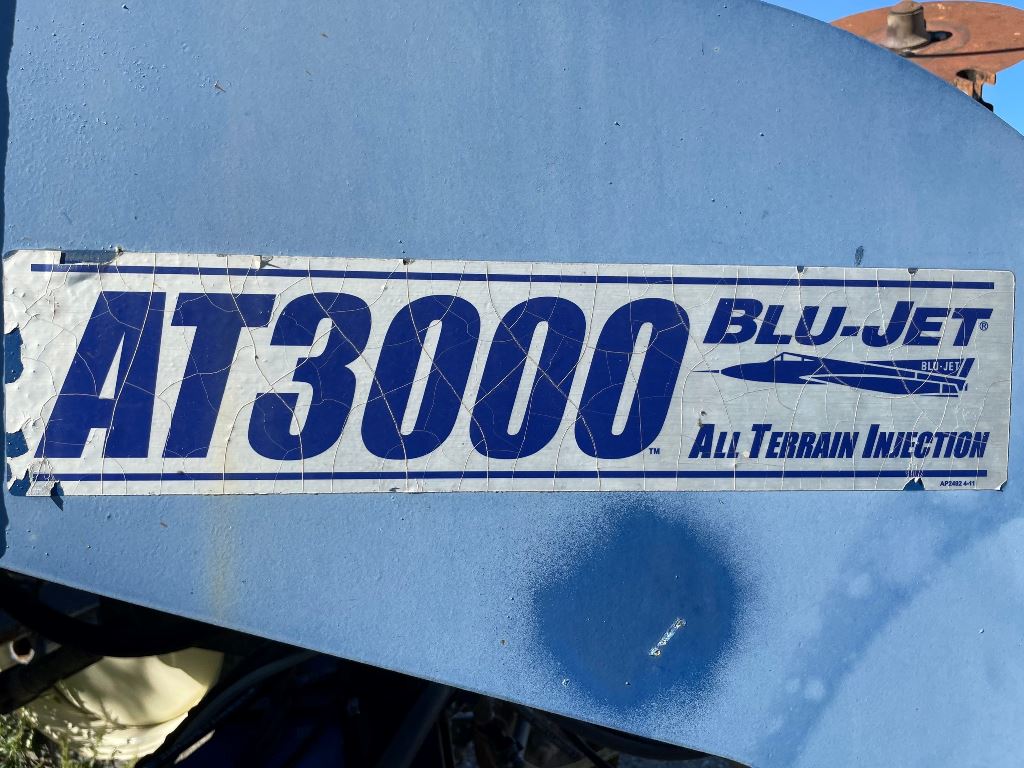 AT3000™
BLU-JET®
BLU-JET
ALL TERRAIN INJECTION
AP2492 4-11